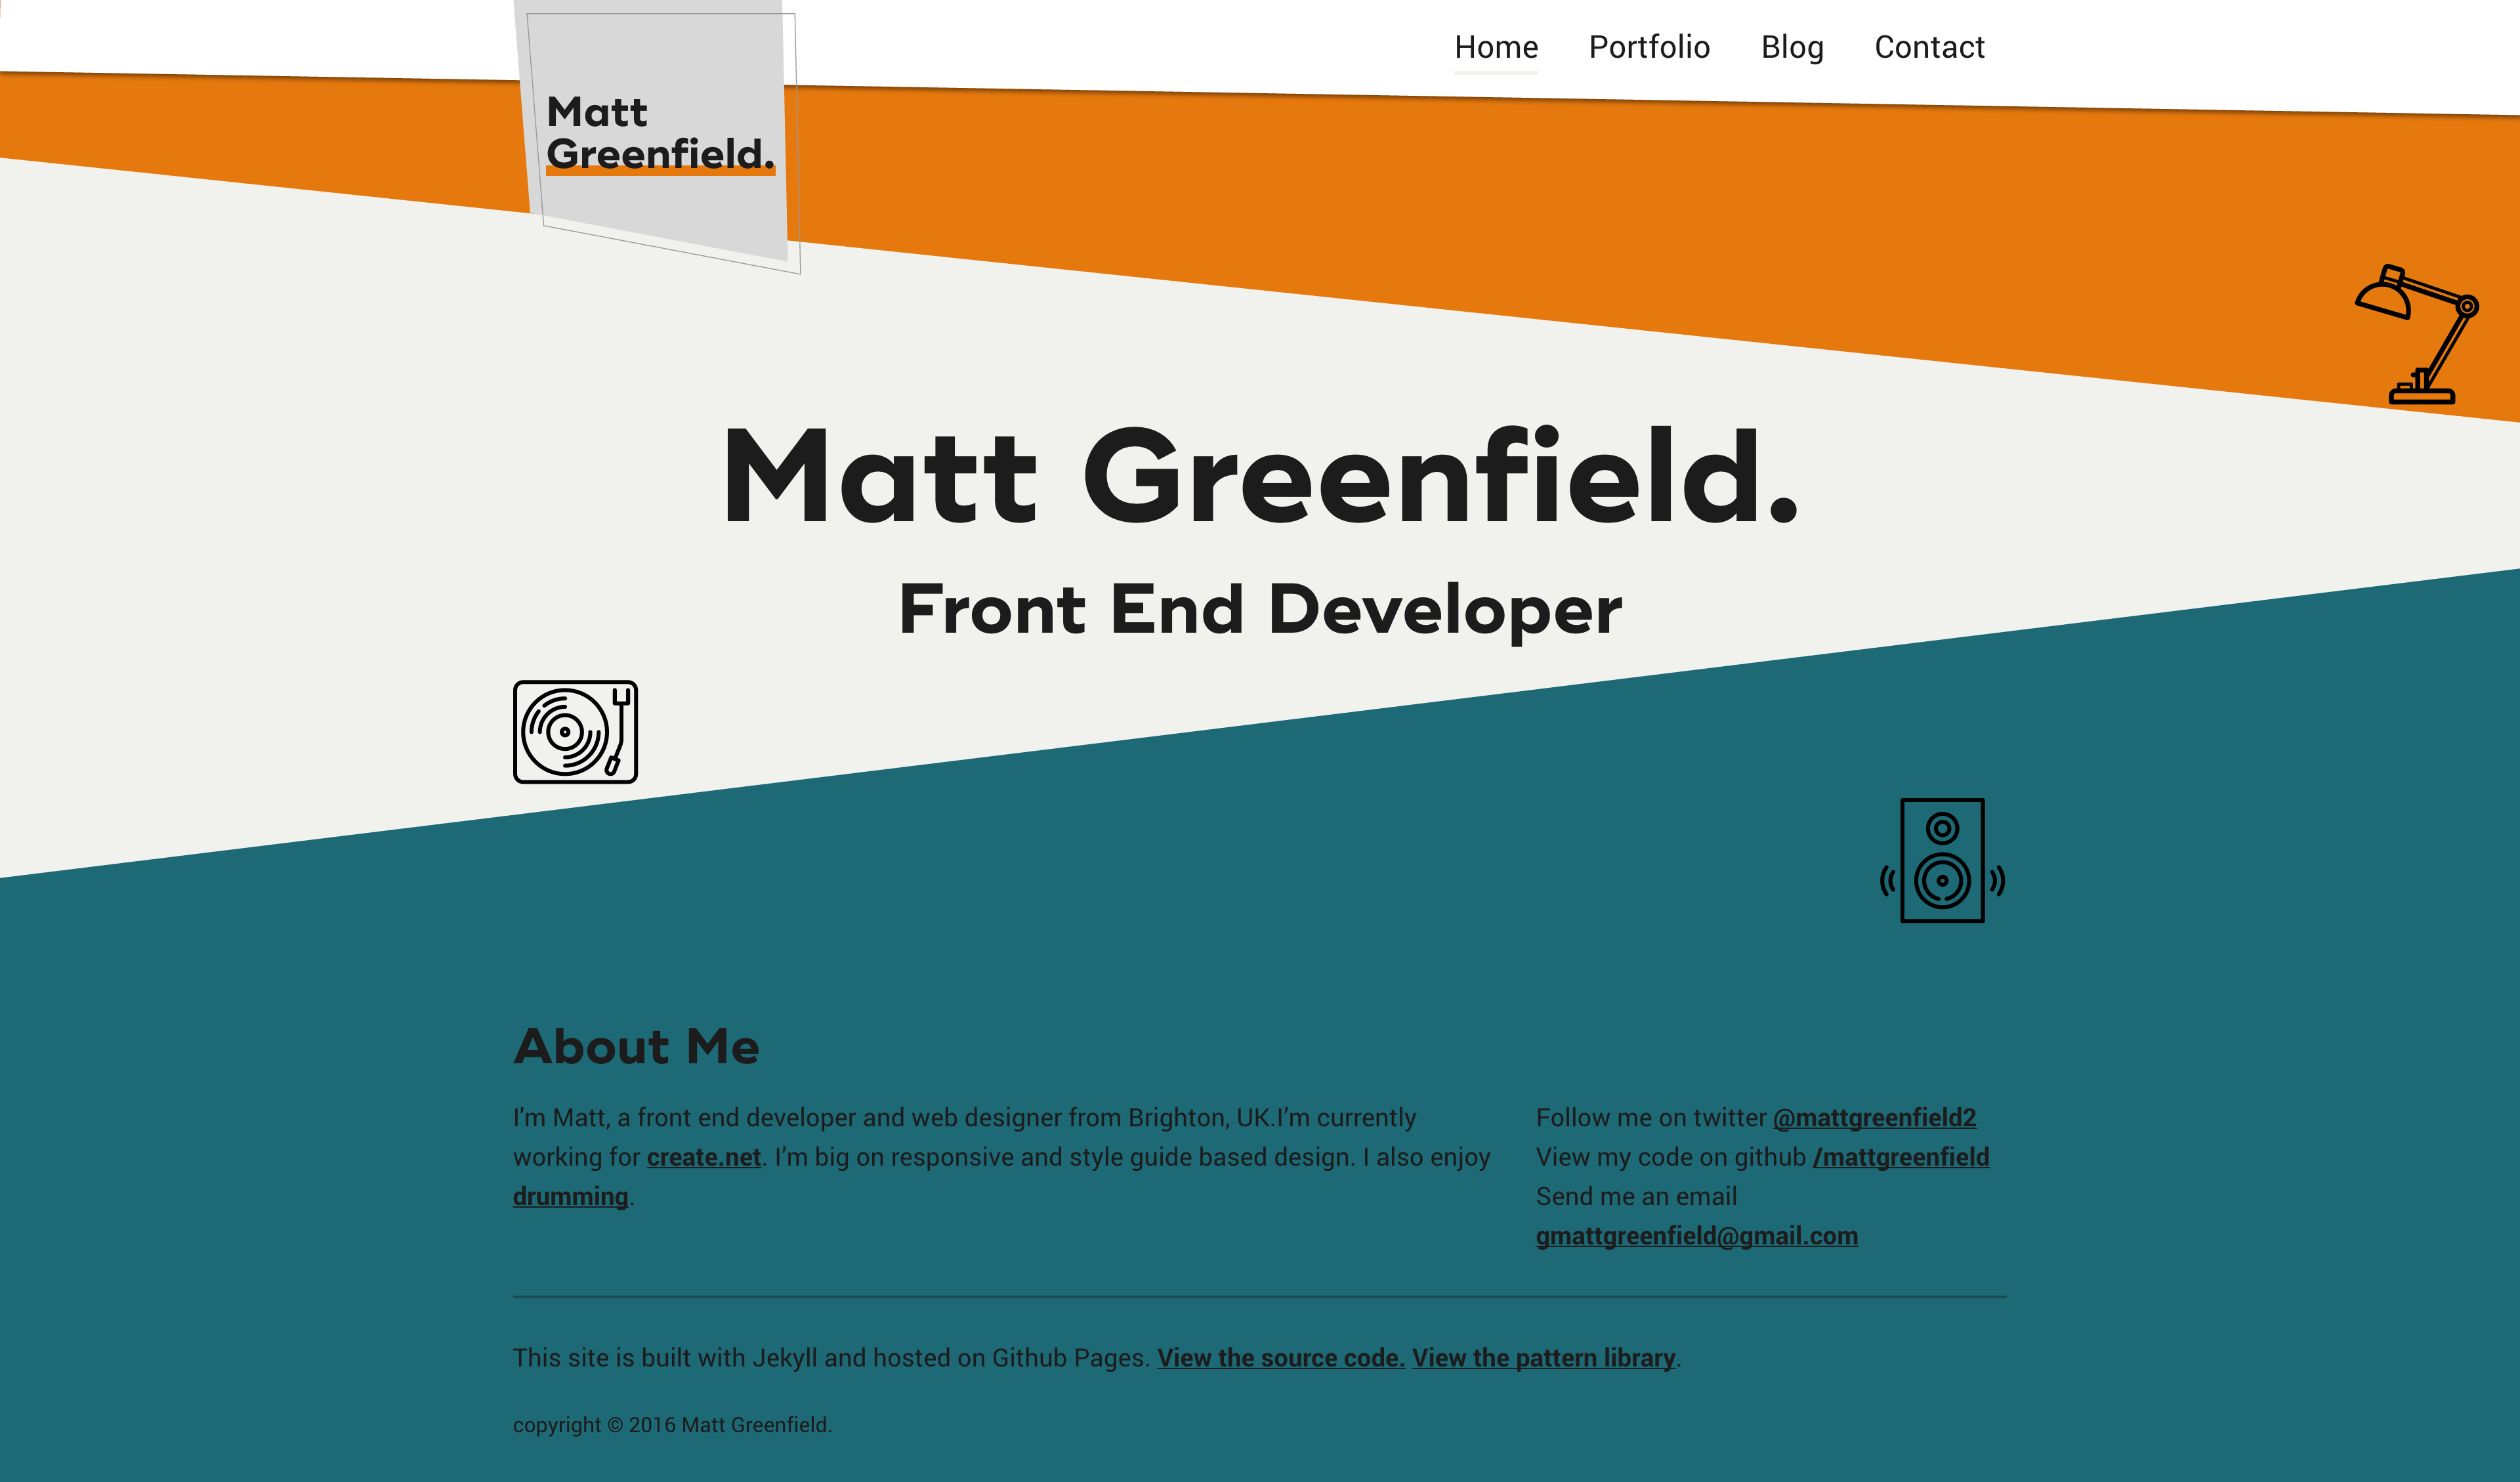 Matt
Greenfield.
Home Portfolio Blog Contact
Matt Greenfield.
Front End Developer
About Me
I'm Matt, a front end developer and web designer from Brighton, UK.I'm currently
working for create.net. I'm big on responsive and style guide based design. I also enjoy
drumming.
Follow me on twitter @mattgreenfield2
View my code on github /mattgreenfield
Send me an email
gmattgreenfield@gmail.com
This site is built with Jekyll and hosted on Github Pages. View the source code. View the pattern library.
copyright © 2016 Matt Greenfield.